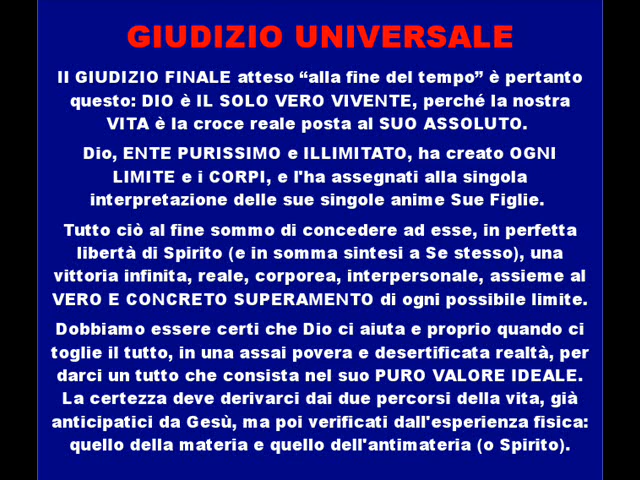 GIUDIZIO UNIVERSALE
Il GIUDIZIO FINALE atteso “alla fine del tempo” è pertanto
questo: DIO è IL SOLO VERO VIVENTE, perché la nostra
VITA è la croce reale posta al SUO ASSOLUTO.
Dio, ENTE PURISSIMO e ILLIMITATO, ha creato OGNI
LIMITE e i CORPI, e l'ha assegnati alla singola
interpretazione delle sue singole anime Sue Figlie.
Tutto ciò al fine sommo di concedere ad esse, in perfetta
libertà di Spirito (e in somma sintesi a Se stesso), una
vittoria infinita, reale, corporea, interpersonale, assieme al
VERO E CONCRETO SUPERAMENTO di ogni possibile limite.
Dobbiamo essere certi che Dio ci aiuta e proprio quando ci
toglie il tutto, in una assai povera e desertificata realtà, per
darci un tutto che consista nel suo PURO VALORE IDEALE.
La certezza deve derivarci dai due percorsi della vita, già
anticipatici da Gesù, ma poi verificati dall'esperienza fisica:
quello della materia e quello dell'antimateria (o Spirito).